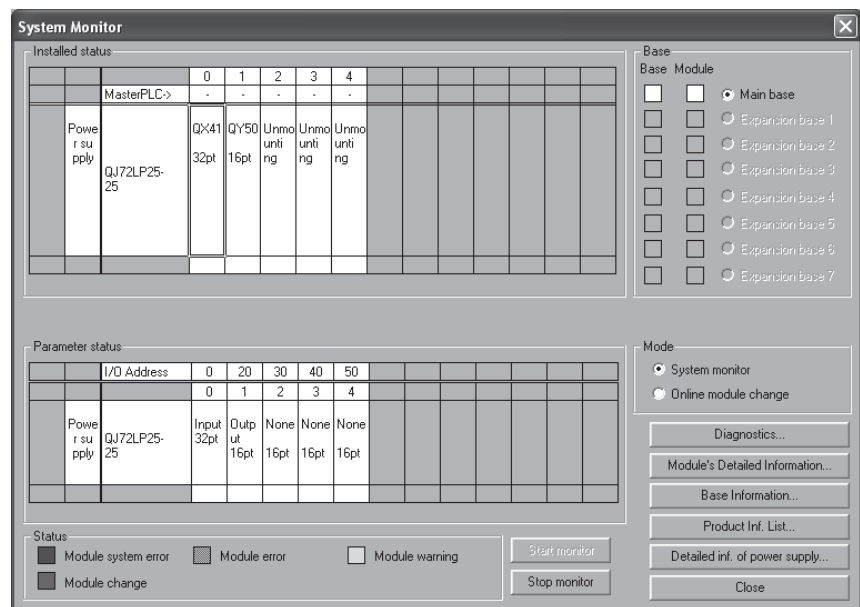 System Monitor
Installed status
0 1 2 3 4
MasterPLC-> - - - - -
Powe
r su
pply
QJ72LP25-
25
QX41
32pt
QY50
16pt
Unmo
unti
ng
Unmo
unti
ng
Unmo
unti
ng
Base
Base Module
Main base
Expansion base 1
Expansion base 2
Expansion base 3
Expansion base 4
Expansion base 5
Expansion base 6
Expansion base 7
Parameter status
I/O Address 0 20 30 40 50
0 1 2 3 4
Powe
r su
pply
QJ72LP25-
25
Input
32pt
Outp
ut
16pt
None
16pt
None
16pt
None
16pt
Mode
System monitor
Online module change
Diagnostics...
Module's Detailed Information...
Base Information...
Product Inf. List...
Detailed inf. of power supply...
Close
Status
Module system error
Module error
Module warning
Module change
Start monitor
Stop monitor